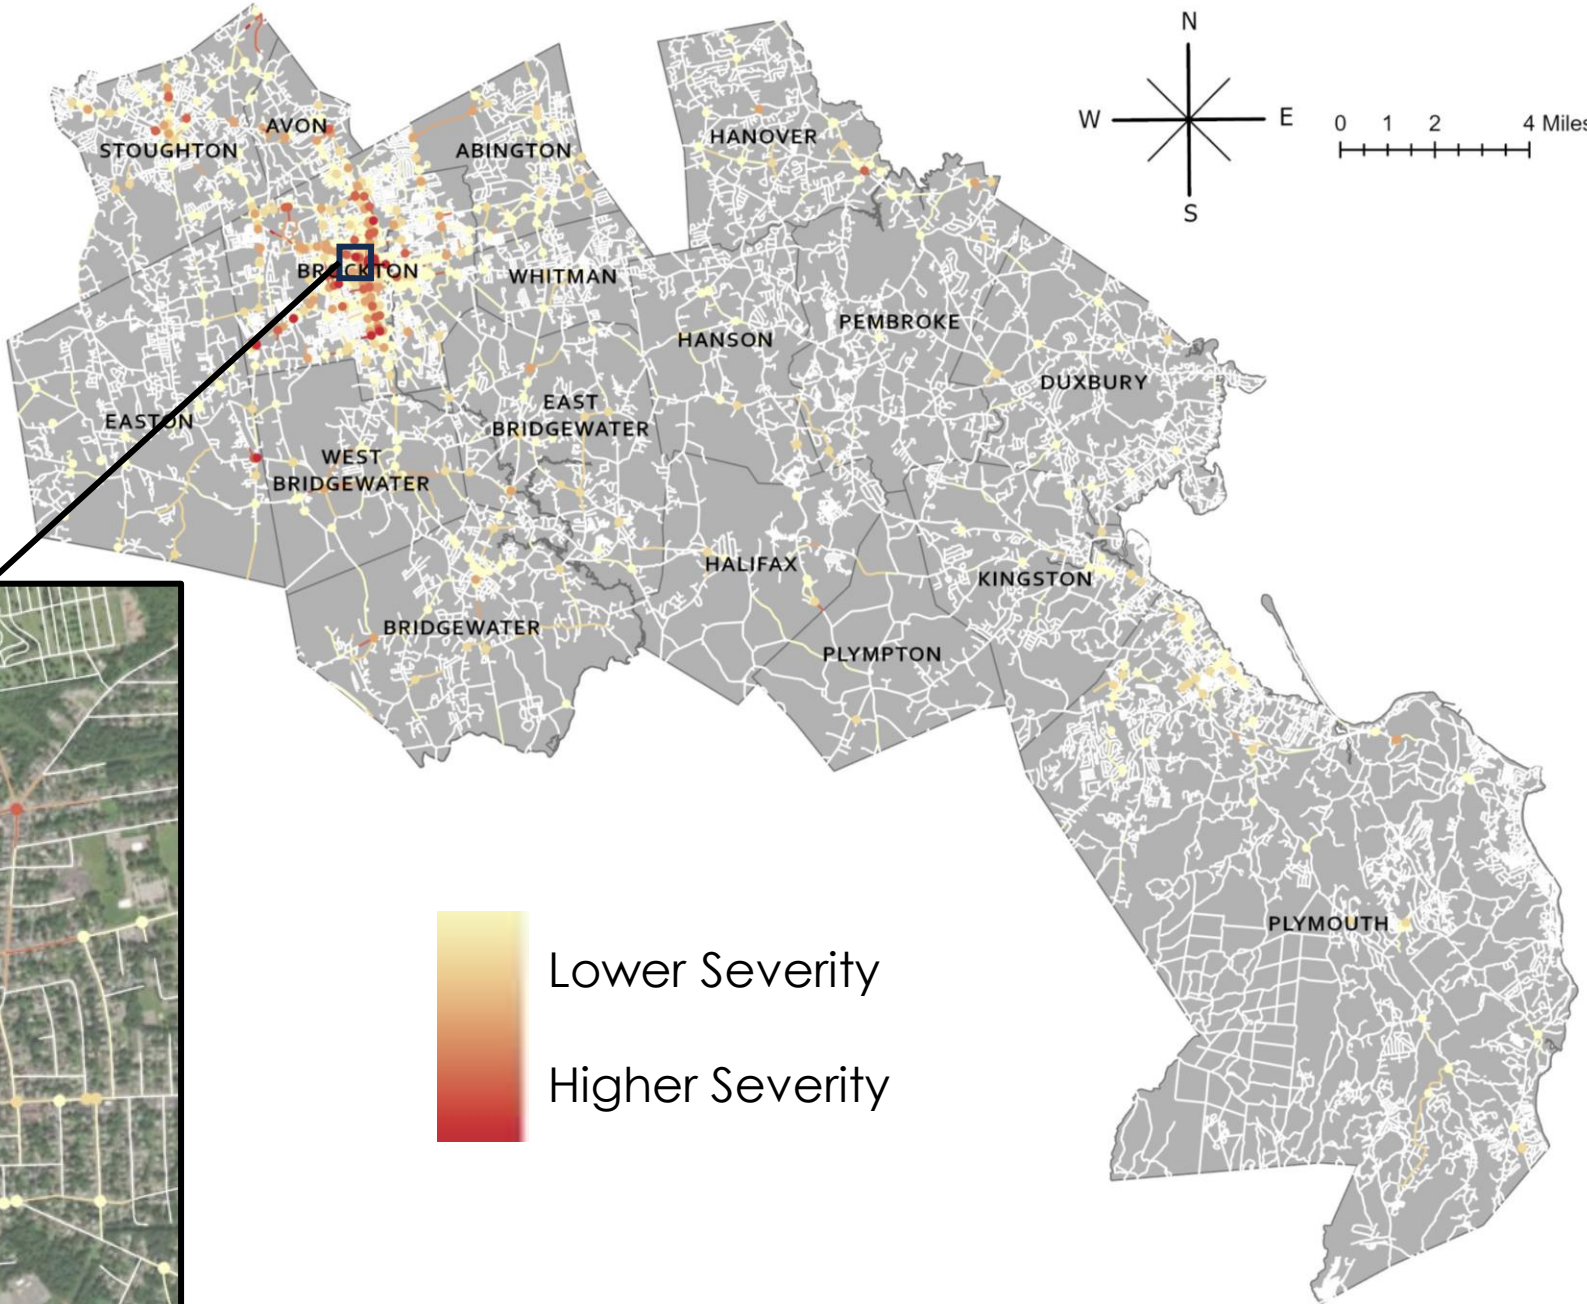 N
W E
S
0 1 2 4 Miles
AVON
STOUGHTON
ABINGTON
HANOVER
BROCKTON
WHITMAN
HANSON
PEMBROKE
DUXBURY
EASTON
EAST
BRIDGEWATER
WEST
BRIDGEWATER
HALIFAX
KINGSTON
BRIDGEWATER
PLYMPTON
PLYMOUTH
Lower Severity
Higher Severity